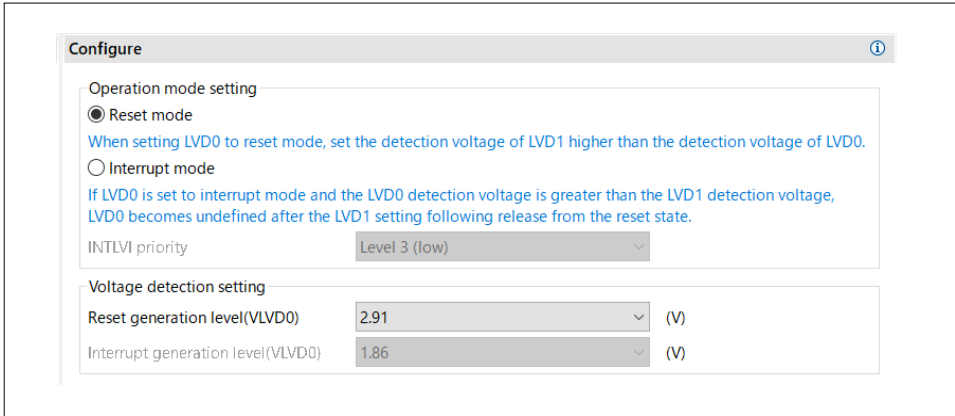 Configure
Operation mode setting
Reset mode
When setting LVD0 to reset mode, set the detection voltage of LVD1 higher than the detection voltage of LVD0.
Interrupt mode
If LVD0 is set to interrupt mode and the LVD0 detection voltage is greater than the LVD1 detection voltage,
LVD0 becomes undefined after the LVD1 setting following release from the reset state.
INTLVI priority Level 3 (low)
Voltage detection setting
Reset generation level(VLVD0) 2.91 (V)
Interrupt generation level(VLVD0) 1.86 (V)